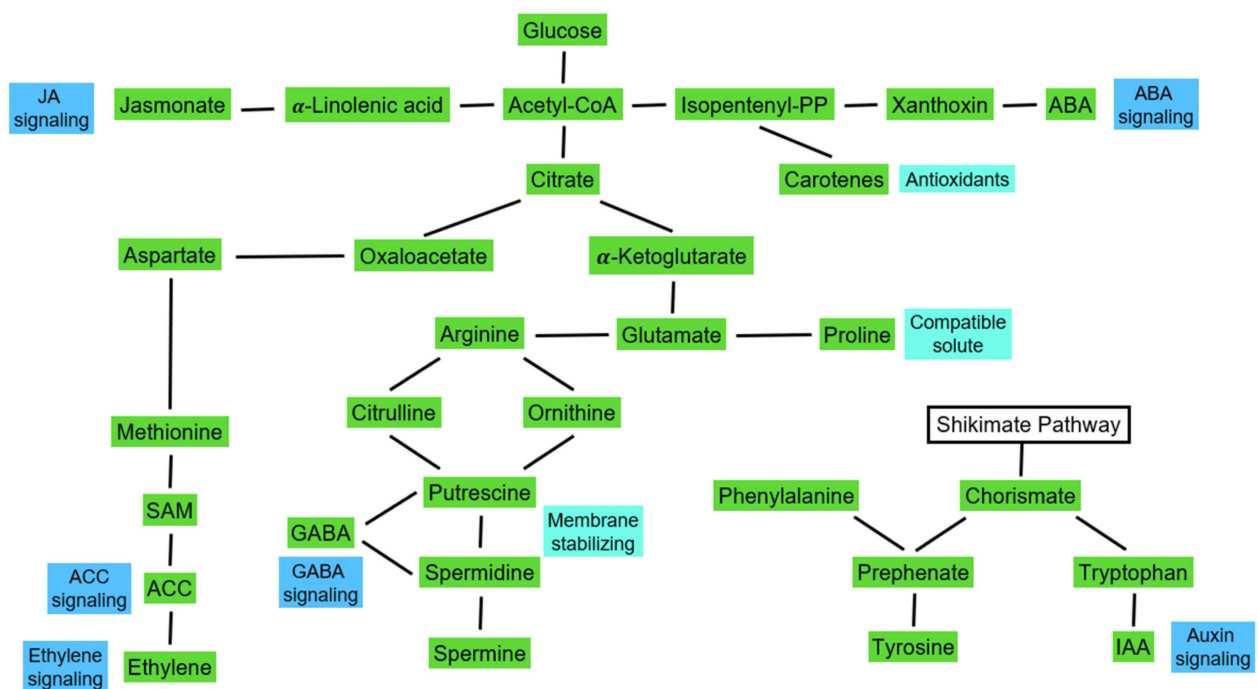 Glucose
JA
signaling
Jasmonate
α-Linolenic acid
Acetyl-CoA
Isopentenyl-PP
Xanthoxin
ABA
ABA
signaling
Citrate
Carotenes
Antioxidants
Aspartate
Oxaloacetate
α-Ketoglutarate
Arginine
Glutamate
Proline
Compatible
solute
Citrulline
Ornithine
Methionine
Shikimate Pathway
Putrescine
Phenylalanine
Chorismate
SAM
GABA
Membrane
stabilizing
GABA
signaling
Spermidine
Prephenate
Tryptophan
ACC
signaling
ACC
Ethylene
signaling
Ethylene
Spermine
Tyrosine
IAA
Auxin
signaling